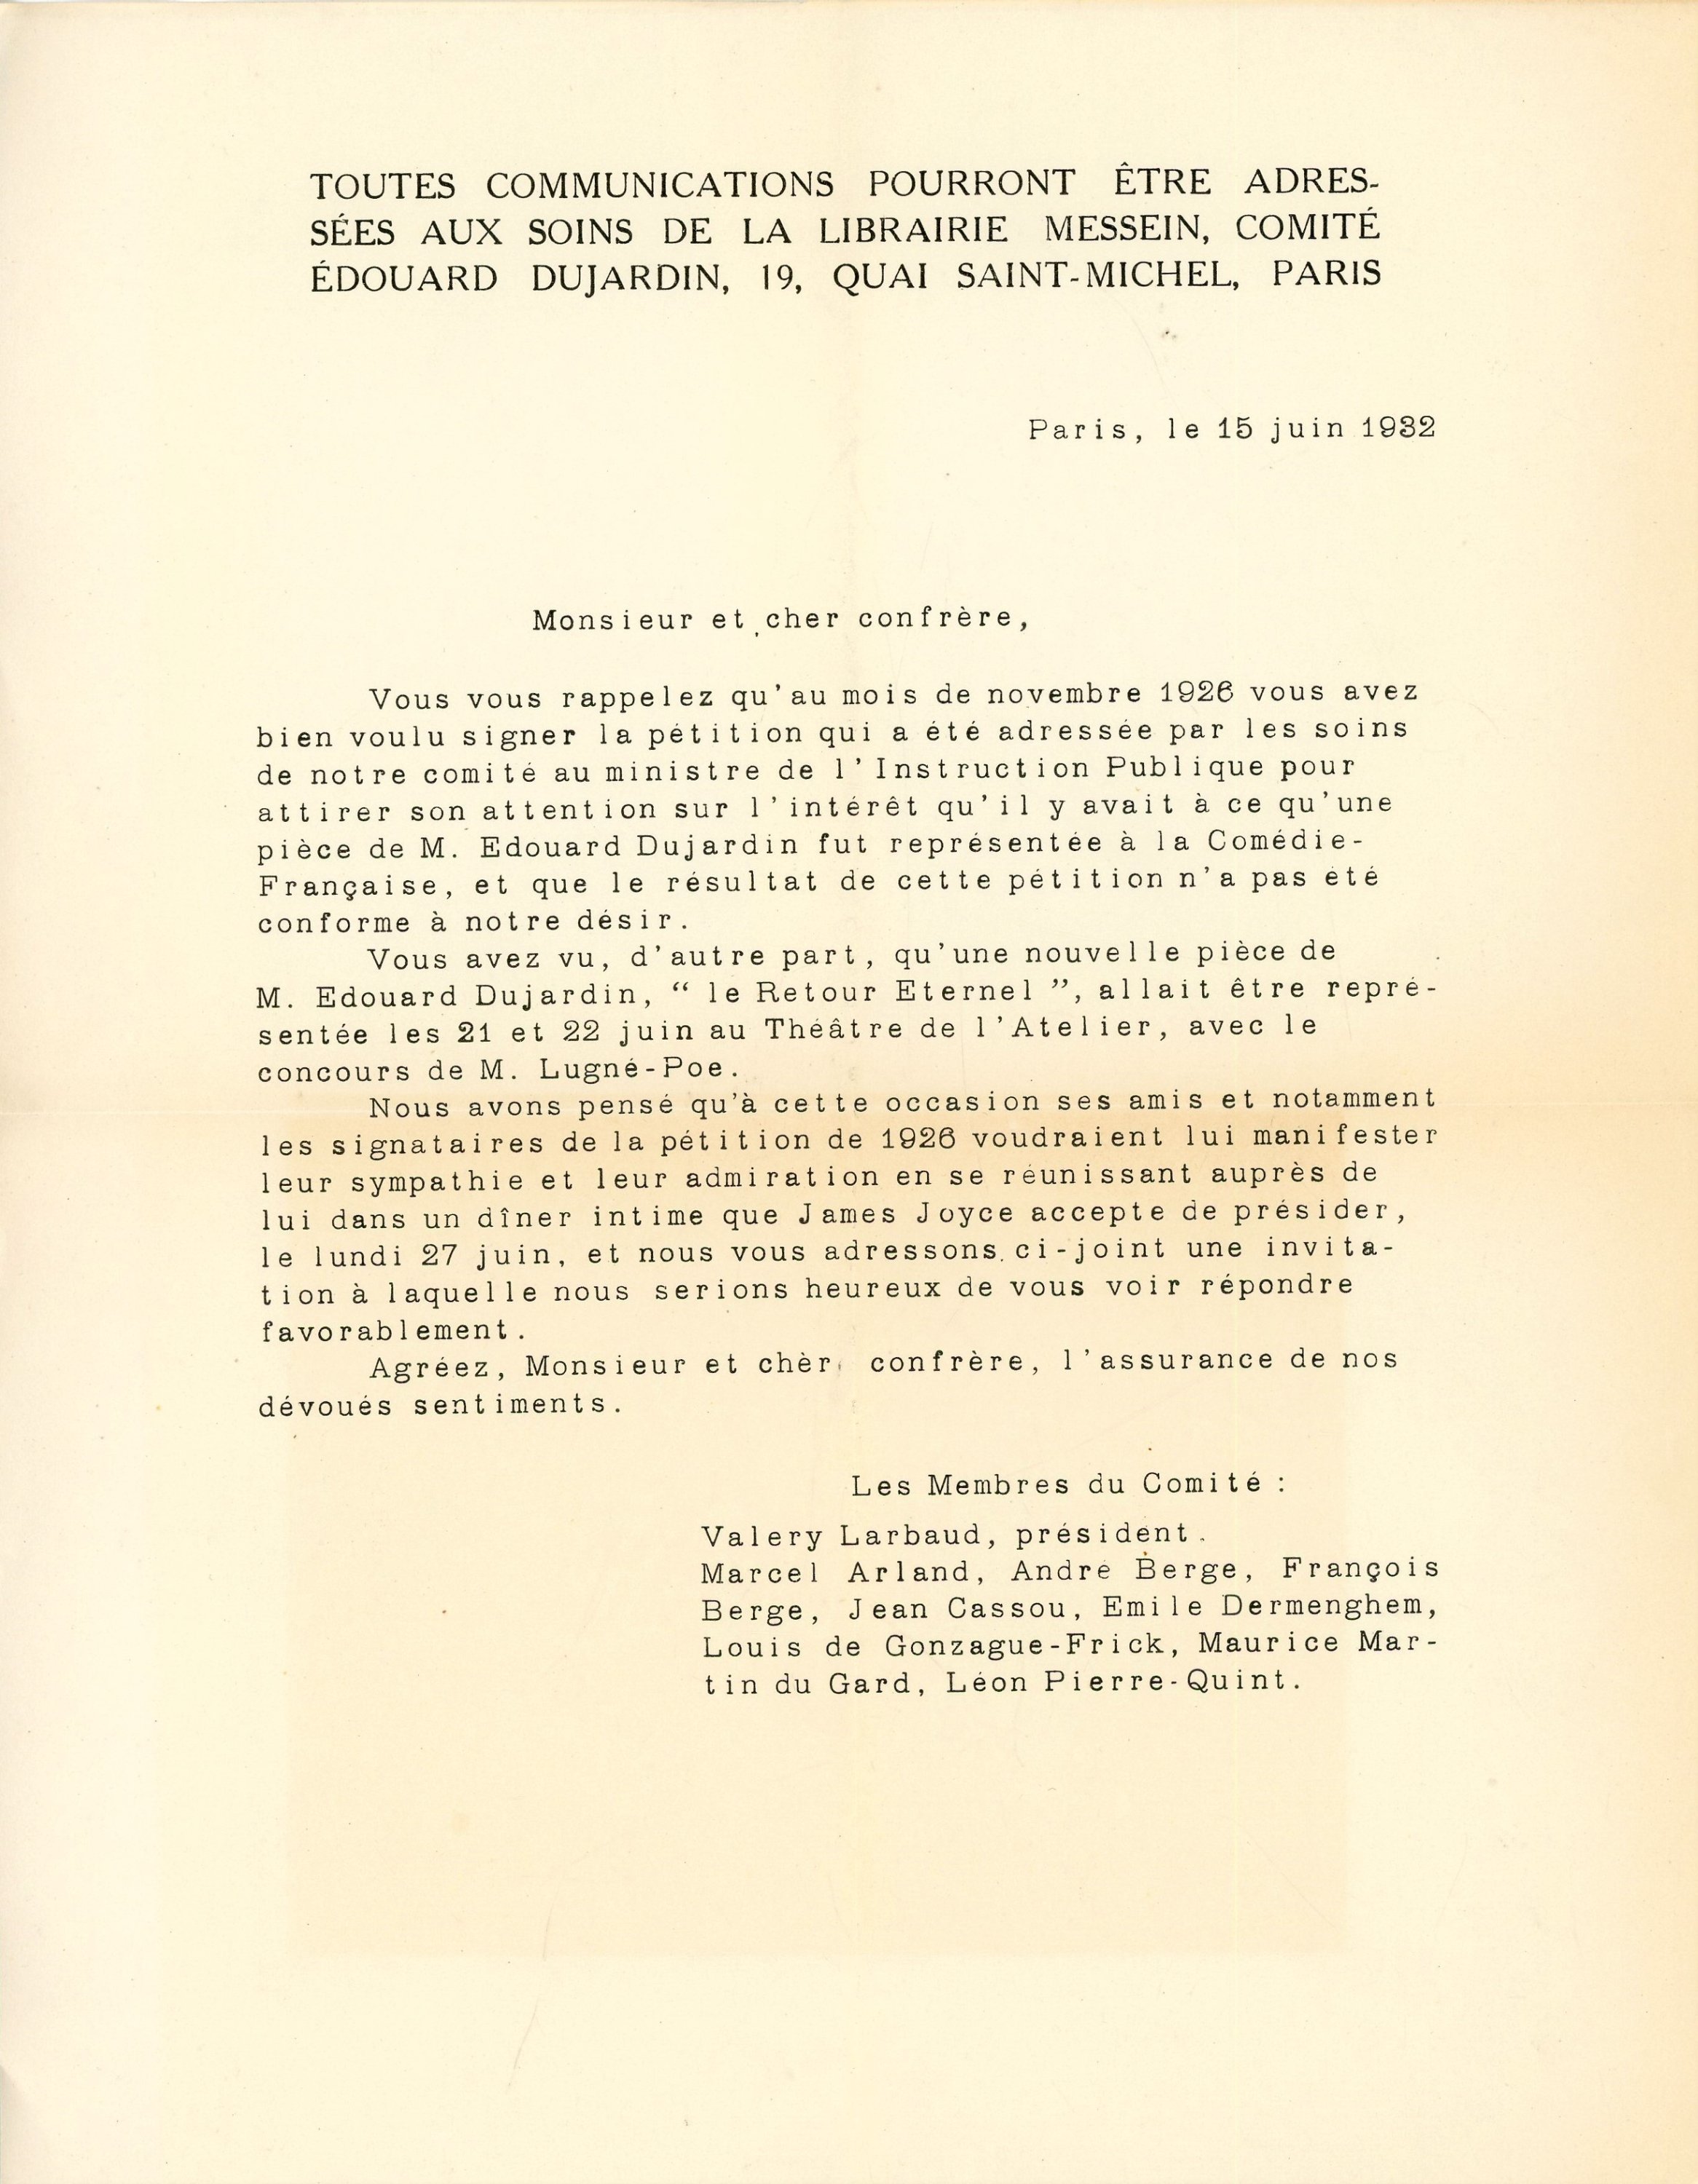 TOUTES COMMUNICATIONS POURRONT ÊTRE ADRES-
SÉES AUX SOINS DE LA LIBRAIRIE MESSEIN, COMITÉ
ÉDOUARD DUJARDIN, 19, QUAI SAINT-MICHEL, PARIS
Paris, le 15 juin 1932
Monsieur et cher confrère,
Vous vous rappelez qu'au mois de novembre 1926 vous avez
bien voulu signer la pétition qui a été adressée par les soins
de notre comité au ministre de l'Instruction Publique pour
attirer son attention sur l'intérêt qu'il y avait à ce qu'une
pièce de M. Edouard Dujardin fut représentée à la Comédie-
Française, et que le résultat de cette pétition n'a pas été
conforme à notre désir.
Vous avez vu, d'autre part, qu'une nouvelle pièce de
M. Edouard Dujardin, “ le Retour Eternel ”, allait être repré-
sentée les 21 et 22 juin au Théâtre de l'Atelier, avec le
concours de M. Lugné-Poe.
Nous avons pensé qu'à cette occasion ses amis et notamment
les signataires de la pétition de 1926 voudraient lui manifester
leur sympathie et leur admiration en se réunissant auprès de
lui dans un dîner intime que James Joyce accepte de présider,
le lundi 27 juin, et nous vous adressons ci-joint une invita-
tion à laquelle nous serions heureux de vous voir répondre
favorablement.
Agréez, Monsieur et chèr confrère, l'assurance de nos
dévoués sentiments.
Les Membres du Comité :
Valery Larbaud, président.
Marcel Arland, André Berge, François
Berge, Jean Cassou, Emile Dermenghem,
Louis de Gonzague-Frick, Maurice Mar-
tin du Gard, Léon Pierre-Quint.